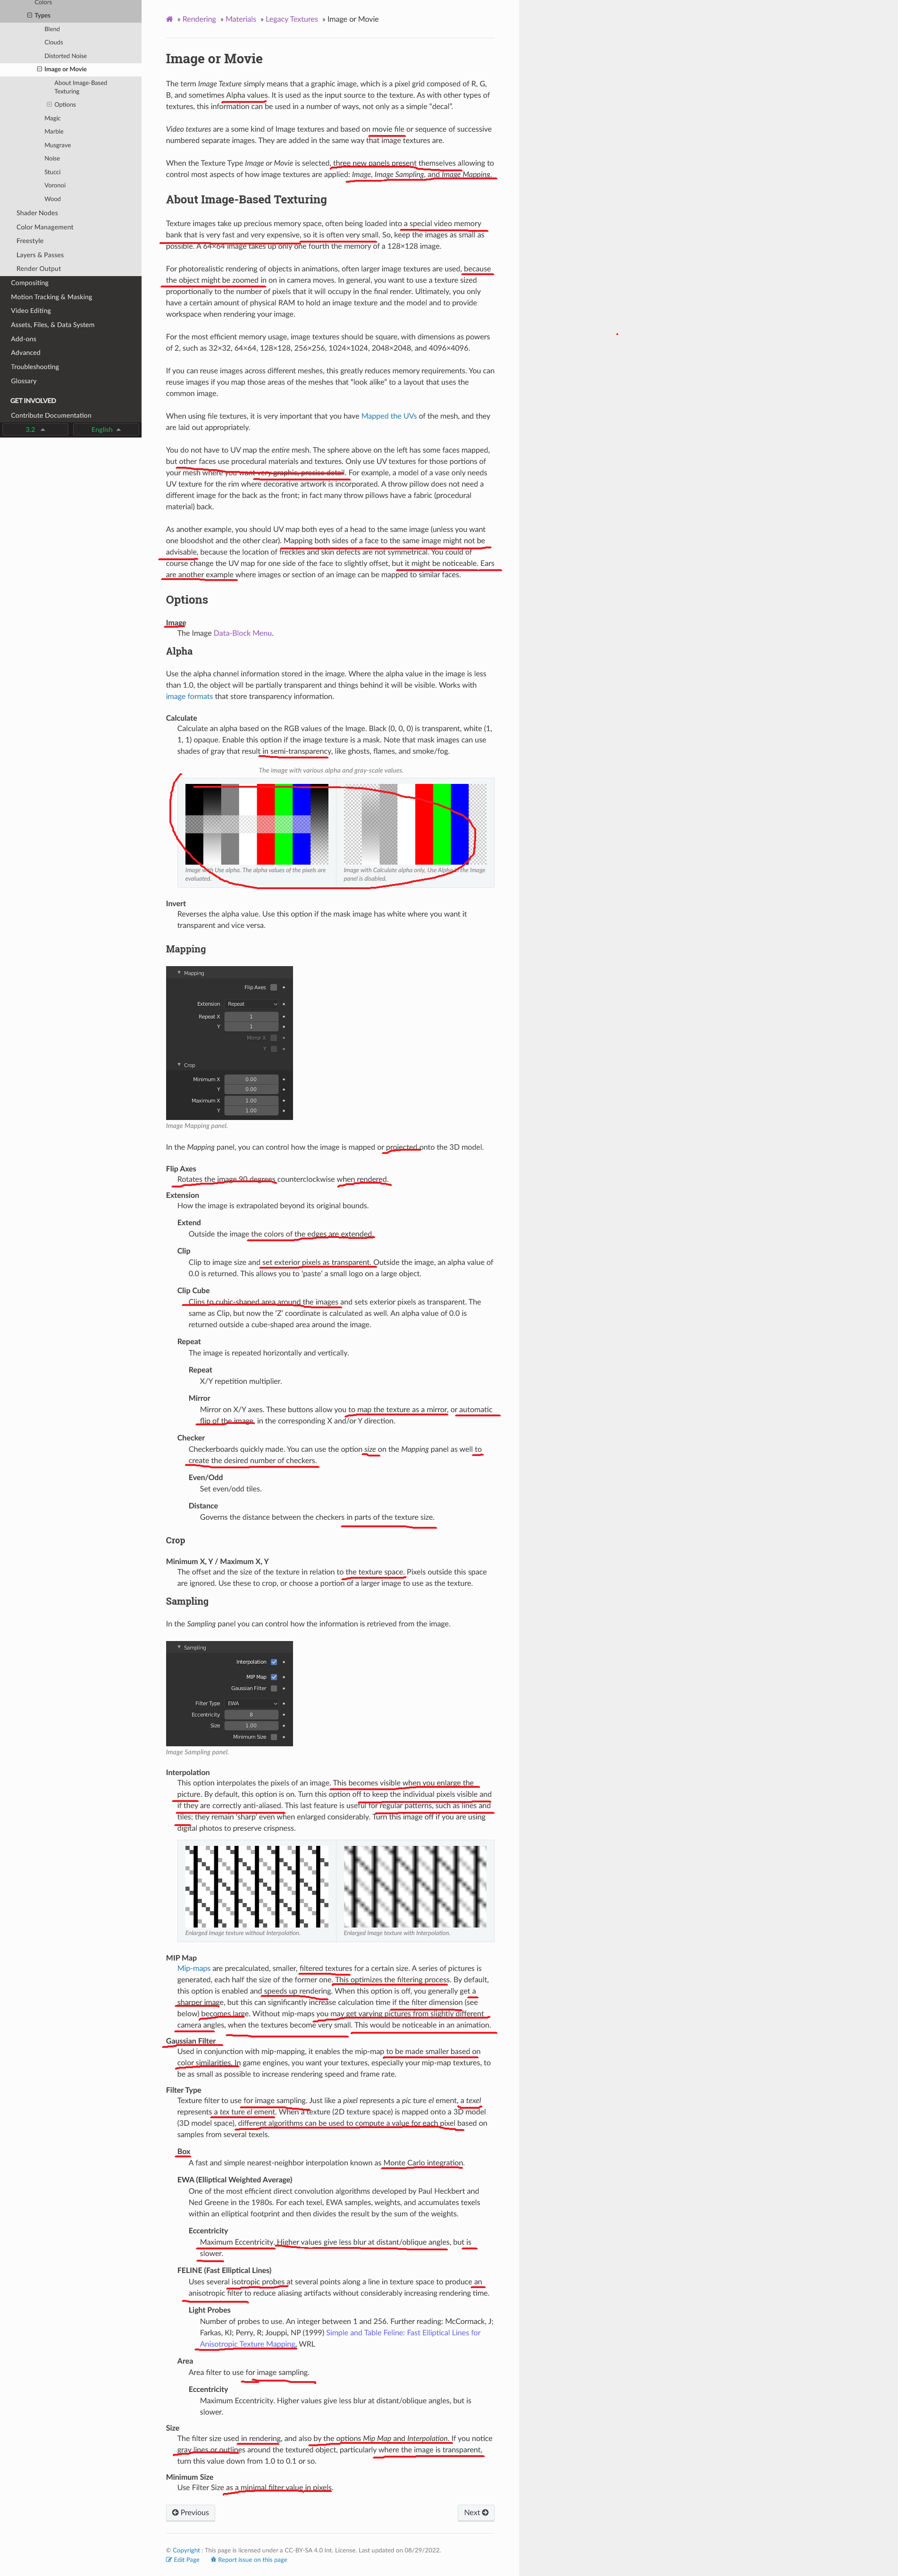 Colors
Types
Blend
Clouds
Distorted Noise
Image or Movie
About Image-Based
Texturing
Options
Magic
Marble
Musgrave
Noise
Stucci
Voronoi
Wood
Shader Nodes
Color Management
Freestyle
Layers & Passes
Render Output
Compositing
Motion Tracking & Masking
Video Editing
Assets, Files, & Data System
Add-ons
Advanced
Troubleshooting
Glossary
GET INVOLVED
Contribute Documentation
3.2 English
» Rendering » Materials » Legacy Textures » Image or Movie
Image or Movie
The term Image Texture simply means that a graphic image, which is a pixel grid composed of R, G,
B, and sometimes Alpha values. It is used as the input source to the texture. As with other types of
textures, this information can be used in a number of ways, not only as a simple "decal".
Video textures are a some kind of Image textures and based on movie file or sequence of successive
numbered separate images. They are added in the same way that image textures are.
When the Texture Type Image or Movie is selected, three new panels present themselves allowing to
control most aspects of how image textures are applied: Image, Image Sampling, and Image Mapping.
About Image-Based Texturing
Texture images take up precious memory space, often being loaded into a special video memory
bank that is very fast and very expensive, so it is often very small. So, keep the images as small as
possible. A 64×64 image takes up only one fourth the memory of a 128×128 image.
For photorealistic rendering of objects in animations, often larger image textures are used, because
the object might be zoomed in on in camera moves. In general, you want to use a texture sized
proportionally to the number of pixels that it will occupy in the final render. Ultimately, you only
have a certain amount of physical RAM to hold an image texture and the model and to provide
workspace when rendering your image.
For the most efficient memory usage, image textures should be square, with dimensions as powers
of 2, such as 32×32, 64×64, 128×128, 256×256, 1024×1024, 2048×2048, and 4096×4096.
If you can reuse images across different meshes, this greatly reduces memory requirements. You can
reuse images if you map those areas of the meshes that "look alike" to a layout that uses the
common image.
When using file textures, it is very important that you have Mapped the UVs of the mesh, and they
are laid out appropriately.
You do not have to UV map the entire mesh. The sphere above on the left has some faces mapped,
but other faces use procedural materials and textures. Only use UV textures for those portions of
your mesh where you want very graphic, precise detail. For example, a model of a vase only needs
UV texture for the rim where decorative artwork is incorporated. A throw pillow does not need a
different image for the back as the front; in fact many throw pillows have a fabric (procedural
material) back.
As another example, you should UV map both eyes of a head to the same image (unless you want
one bloodshot and the other clear). Mapping both sides of a face to the same image might not be
advisable, because the location of freckles and skin defects are not symmetrical. You could of
course change the UV map for one side of the face to slightly offset, but it might be noticeable. Ears
are another example where images or section of an image can be mapped to similar faces.
Options
Image
The Image Data-Block Menu.
Alpha
Use the alpha channel information stored in the image. Where the alpha value in the image is less
than 1.0, the object will be partially transparent and things behind it will be visible. Works with
image formats that store transparency information.
Calculate
Calculate an alpha based on the RGB values of the Image. Black (0, 0, 0) is transparent, white (1,
1, 1) opaque. Enable this option if the image texture is a mask. Note that mask images can use
shades of gray that result in semi-transparency, like ghosts, flames, and smoke/fog.
The image with various alpha and gray-scale values.
Image with Use alpha. The alpha values of the pixels are
evaluated.
Image with Calculate alpha only, Use Alpha in the Image
panel is disabled.
Invert
Reverses the alpha value. Use this option if the mask image has white where you want it
transparent and vice versa.
Mapping
Mapping
Flip Axes
Extension Repeat
Repeat X 1
Y 1
Mirror X
Y
Crop
Minimum X 0.00
Y 0.00
Maximum X 1.00
Y 1.00
Image Mapping panel.
In the Mapping panel, you can control how the image is mapped or projected onto the 3D model.
Flip Axes
Rotates the image 90 degrees counterclockwise when rendered.
Extension
How the image is extrapolated beyond its original bounds.
Extend
Outside the image the colors of the edges are extended.
Clip
Clip to image size and set exterior pixels as transparent. Outside the image, an alpha value of
0.0 is returned. This allows you to 'paste' a small logo on a large object.
Clip Cube
Clips to cubic-shaped area around the images and sets exterior pixels as transparent. The
same as Clip, but now the 'Z' coordinate is calculated as well. An alpha value of 0.0 is
returned outside a cube-shaped area around the image.
Repeat
The image is repeated horizontally and vertically.
Repeat
X/Y repetition multiplier.
Mirror
Mirror on X/Y axes. These buttons allow you to map the texture as a mirror, or automatic
flip of the image, in the corresponding X and/or Y direction.
Checker
Checkerboards quickly made. You can use the option size on the Mapping panel as well to
create the desired number of checkers.
Even/Odd
Set even/odd tiles.
Distance
Governs the distance between the checkers in parts of the texture size.
Crop
Minimum X, Y / Maximum X, Y
The offset and the size of the texture in relation to the texture space. Pixels outside this space
are ignored. Use these to crop, or choose a portion of a larger image to use as the texture.
Sampling
In the Sampling panel you can control how the information is retrieved from the image.
Sampling
Interpolation
MIP Map
Gaussian Filter
Filter Type EWA
Eccentricity 8
Size 1.00
Minimum Size
Image Sampling panel.
Interpolation
This option interpolates the pixels of an image. This becomes visible when you enlarge the
picture. By default, this option is on. Turn this option off to keep the individual pixels visible and
if they are correctly anti-aliased. This last feature is useful for regular patterns, such as lines and
tiles; they remain 'sharp' even when enlarged considerably. Turn this image off if you are using
digital photos to preserve crispness.
Enlarged Image texture without Interpolation.
Enlarged Image texture with Interpolation.
MIP Map
Mip-maps are precalculated, smaller, filtered textures for a certain size. A series of pictures is
generated, each half the size of the former one. This optimizes the filtering process. By default,
this option is enabled and speeds up rendering. When this option is off, you generally get a
sharper image, but this can significantly increase calculation time if the filter dimension (see
below) becomes large. Without mip-maps you may get varying pictures from slightly different
camera angles, when the textures become very small. This would be noticeable in an animation.
Gaussian Filter
Used in conjunction with mip-mapping, it enables the mip-map to be made smaller based on
color similarities. In game engines, you want your textures, especially your mip-map textures, to
be as small as possible to increase rendering speed and frame rate.
Filter Type
Texture filter to use for image sampling. Just like a pixel represents a pic ture el ement, a texel
represents a tex ture el ement. When a texture (2D texture space) is mapped onto a 3D model
(3D model space), different algorithms can be used to compute a value for each pixel based on
samples from several texels.
Box
A fast and simple nearest-neighbor interpolation known as Monte Carlo integration.
EWA (Elliptical Weighted Average)
One of the most efficient direct convolution algorithms developed by Paul Heckbert and
Ned Greene in the 1980s. For each texel, EWA samples, weights, and accumulates texels
within an elliptical footprint and then divides the result by the sum of the weights.
Eccentricity
Maximum Eccentricity. Higher values give less blur at distant/oblique angles, but is
slower.
FELINE (Fast Elliptical Lines)
Uses several isotropic probes at several points along a line in texture space to produce an
anisotropic filter to reduce aliasing artifacts without considerably increasing rendering time.
Light Probes
Number of probes to use. An integer between 1 and 256. Further reading: McCormack, J;
Farkas, KI; Perry, R; Jouppi, NP (1999) Simple and Table Feline: Fast Elliptical Lines for
Anisotropic Texture Mapping, WRL
Area
Area filter to use for image sampling.
Eccentricity
Maximum Eccentricity. Higher values give less blur at distant/oblique angles, but is
slower.
Size
The filter size used in rendering, and also by the options Mip Map and Interpolation. If you notice
gray lines or outlines around the textured object, particularly where the image is transparent,
turn this value down from 1.0 to 0.1 or so.
Minimum Size
Use Filter Size as a minimal filter value in pixels.
Previous
Next
© Copyright : This page is licensed under a CC-BY-SA 4.0 Int. License. Last updated on 08/29/2022.
Edit Page Report issue on this page